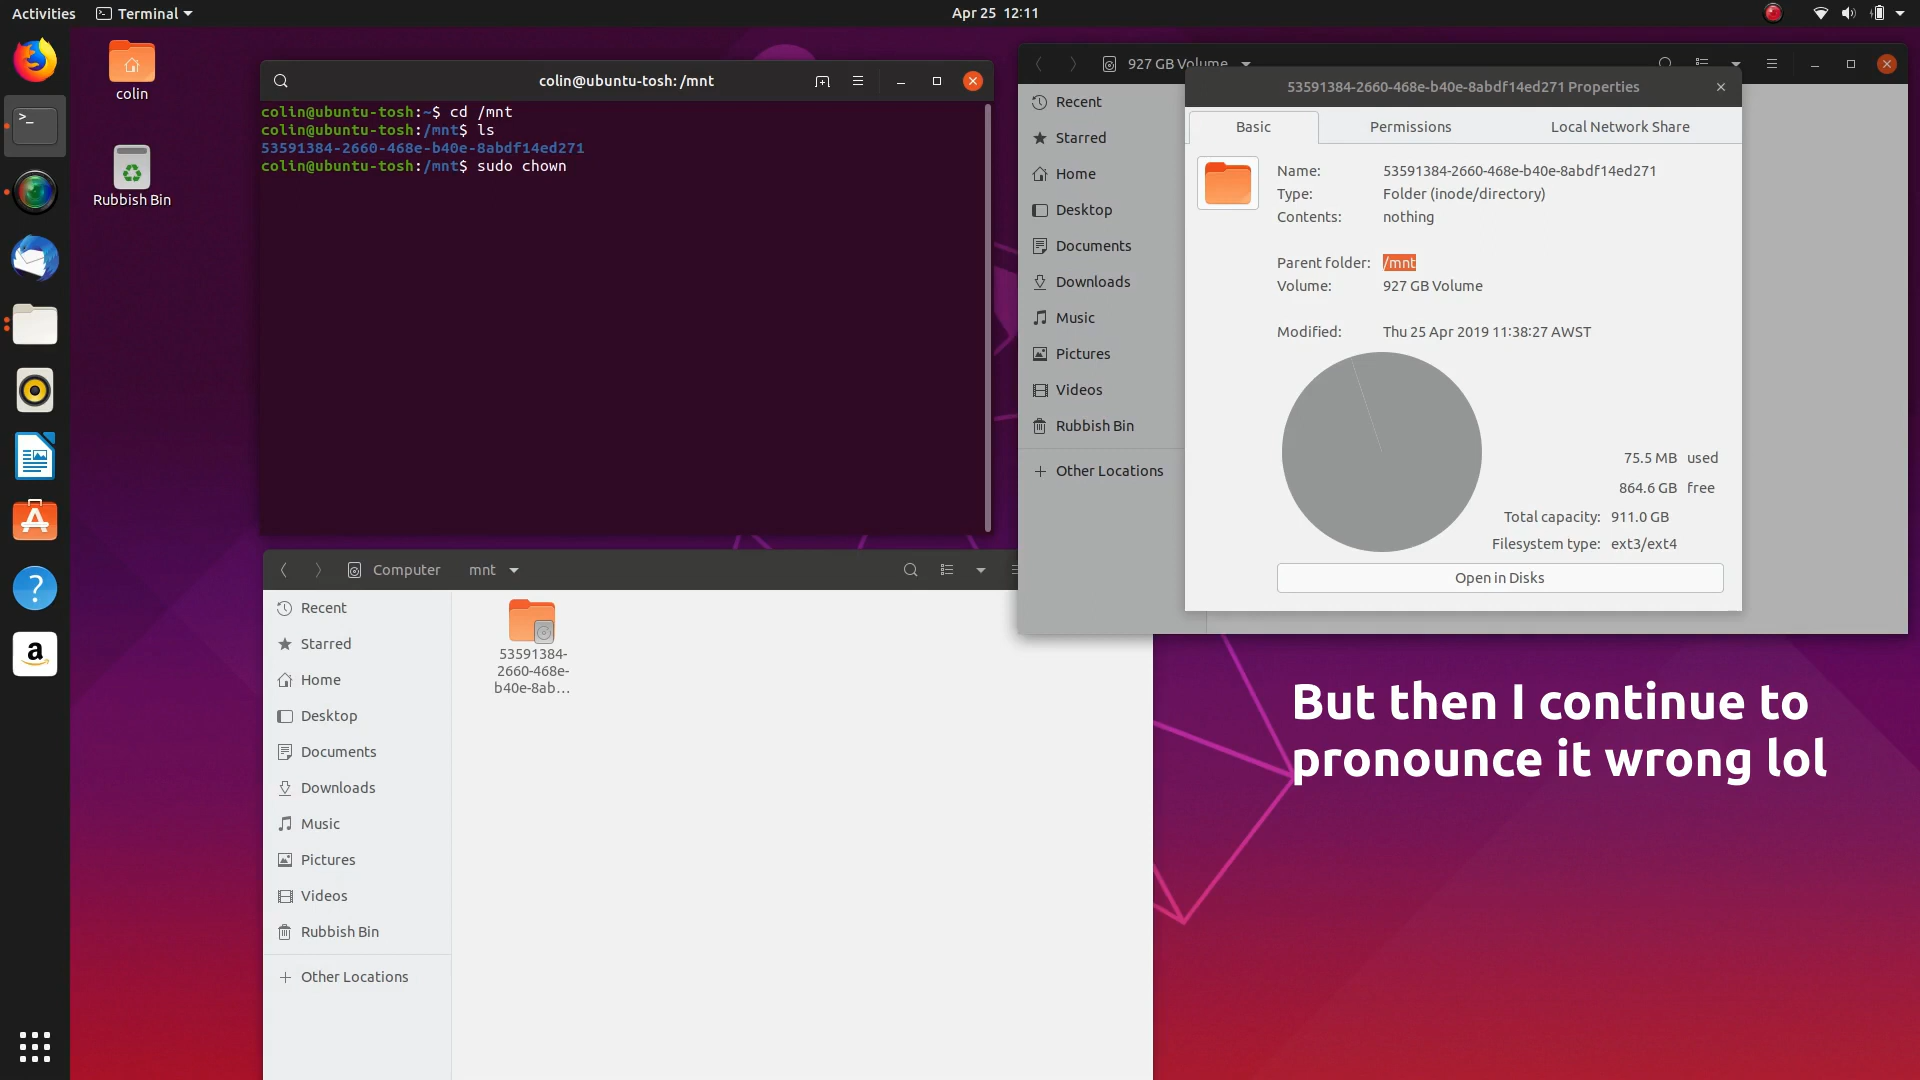 Activities
Terminal
Apr 25 12:11
colin
Rubbish Bin
colin@ubuntu-tosh: /mnt
colin@ubuntu-tosh:~$ cd /mnt
colin@ubuntu-tosh:/mnt$ ls
53591384-2660-468e-b40e-8abdf14ed271
colin@ubuntu-tosh:/mnt$ sudo chown
927 GB Volume
Recent
Starred
Home
Desktop
Documents
Downloads
Music
Pictures
Videos
Rubbish Bin
Other Locations
53591384-2660-468e-b40e-8abdf14ed271 Properties
Basic
Permissions
Local Network Share
Name: 53591384-2660-468e-b40e-8abdf14ed271
Type: Folder (inode/directory)
Contents: nothing
Parent folder: /mnt
Volume: 927 GB Volume
Modified: Thu 25 Apr 2019 11:38:27 AWST
75.5 MB used
864.6 GB free
Total capacity: 911.0 GB
Filesystem type: ext3/ext4
Open in Disks
Computer
mnt
Recent
Starred
Home
Desktop
Documents
Downloads
Music
Pictures
Videos
Rubbish Bin
Other Locations
53591384-
2660-468e-
b40e-8ab...
But then I continue to
pronounce it wrong lol